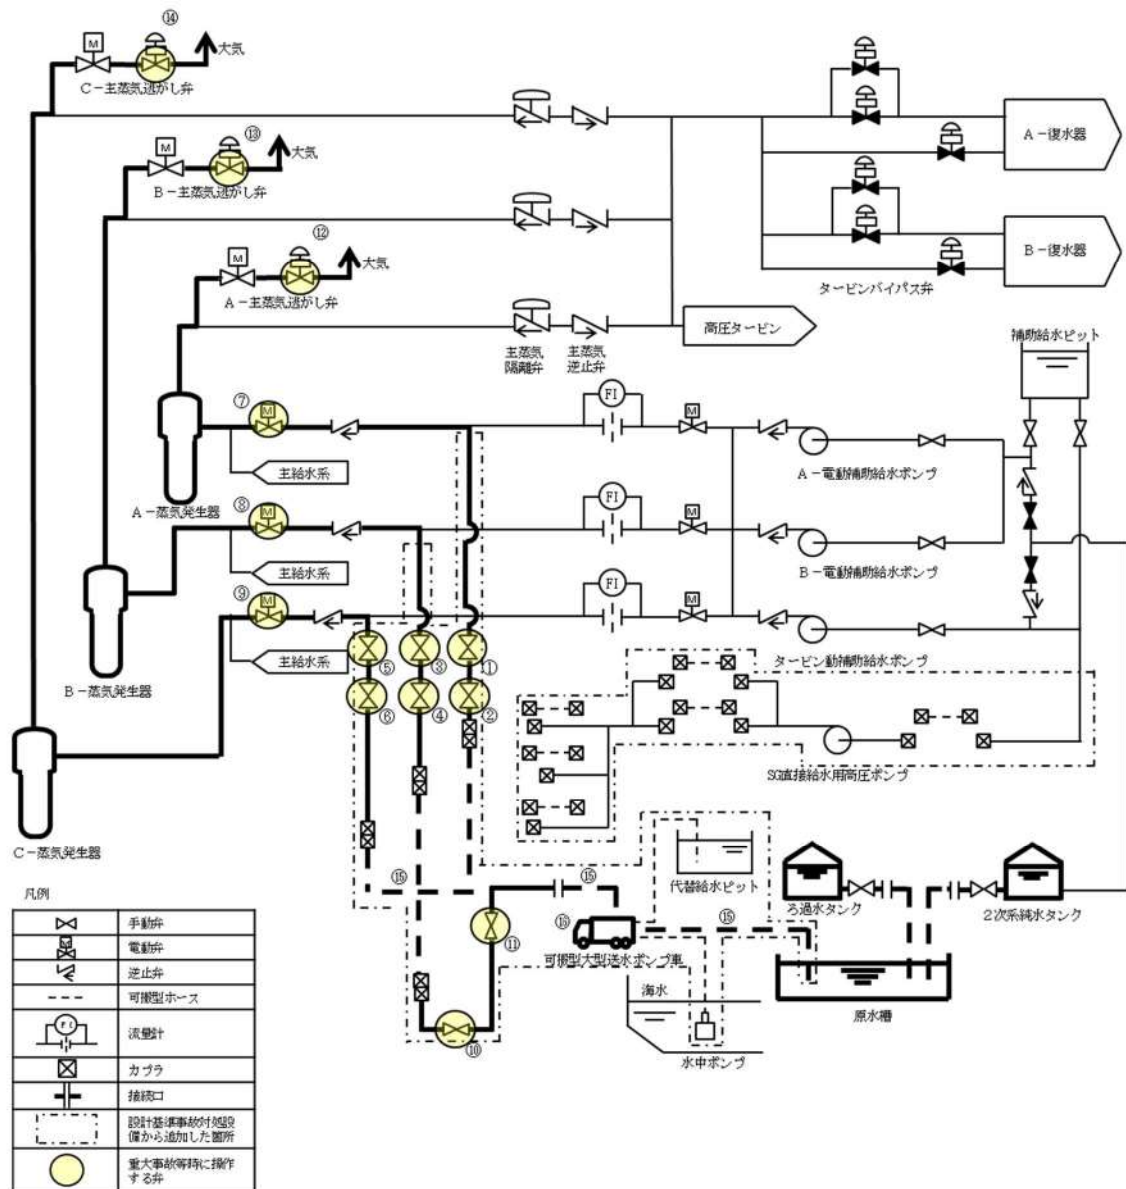 ⑭
M
大気
C-主蒸気逃がし弁
⑬
M
大気
B-主蒸気逃がし弁
⑫
M
大気
A-主蒸気逃がし弁
A-復水器
B-復水器
タービンバイパス弁
高圧タービン
主蒸気
隔離弁
主蒸気
逆止弁
補助給水ピット
⑦
M
FI
M
主給水系
A-電動補助給水ポンプ
A-蒸気発生器
⑧
M
FI
M
主給水系
B-電動補助給水ポンプ
⑨
M
FI
M
主給水系
タービン動補助給水ポンプ
B-蒸気発生器
⑤
③
①
⑥
④
②
SG直接給水用高圧ポンプ
C-蒸気発生器
⑮
⑮
代替給水ピット
⑯
⑮
⑪
可搬型大型送水ポンプ車
ろ過水タンク
2次系純水タンク
海水
原水槽
⑩
水中ポンプ
凡例
手動弁
M
電動弁
逆止弁
可搬型ホース
FI
流量計
カプラ
接続口
設計基準事故対処設
備から追加した箇所
重大事故等時に操作
する弁